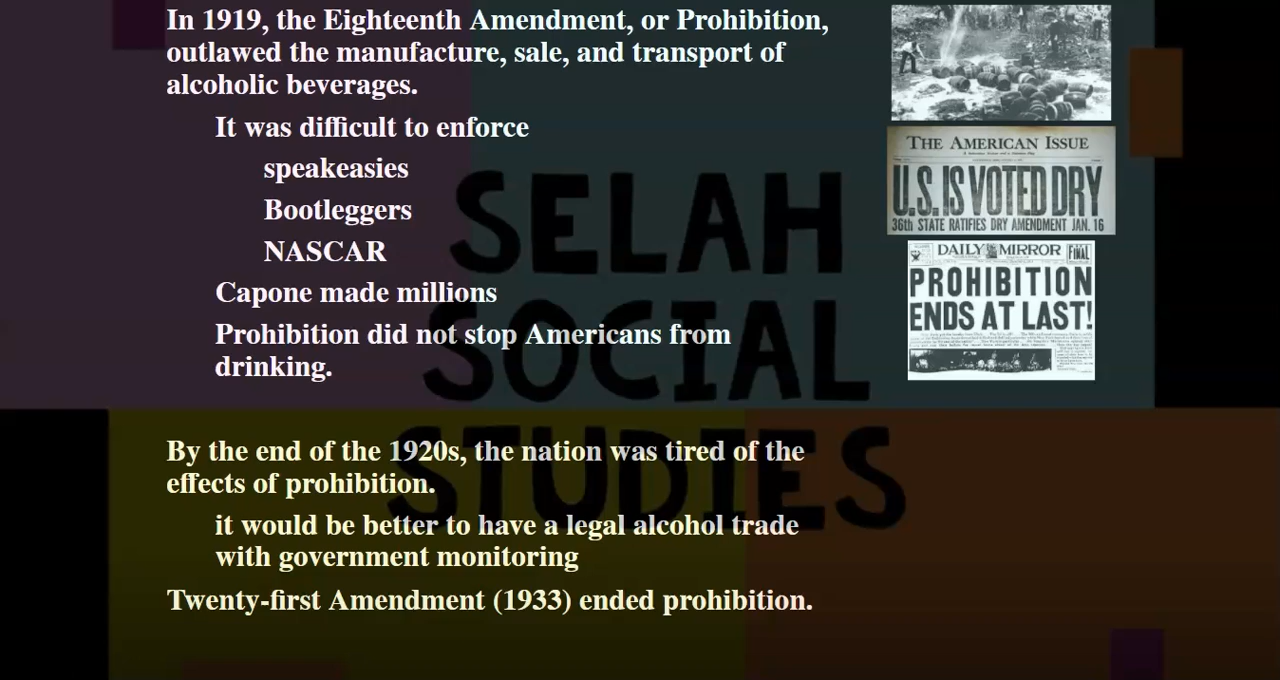 In 1919, the Eighteenth Amendment, or Prohibition,
outlawed the manufacture, sale, and transport of
alcoholic beverages.
It was difficult to enforce
speakeasies
Bootleggers
NASCAR
Capone made millions
Prohibition did not stop Americans from
drinking.
By the end of the 1920s, the nation was tired of the
effects of prohibition.
it would be better to have a legal alcohol trade
with government monitoring
Twenty-first Amendment (1933) ended prohibition.
THE AMERICAN ISSUE
U.S. IS VOTED DRY
36th STATE RATIFIES DRY AMENDMENT JAN. 16
DAILY MIRROR
FINAL
PROHIBITION
ENDS AT LAST!
SELAH
SOCIAL
STUDIES